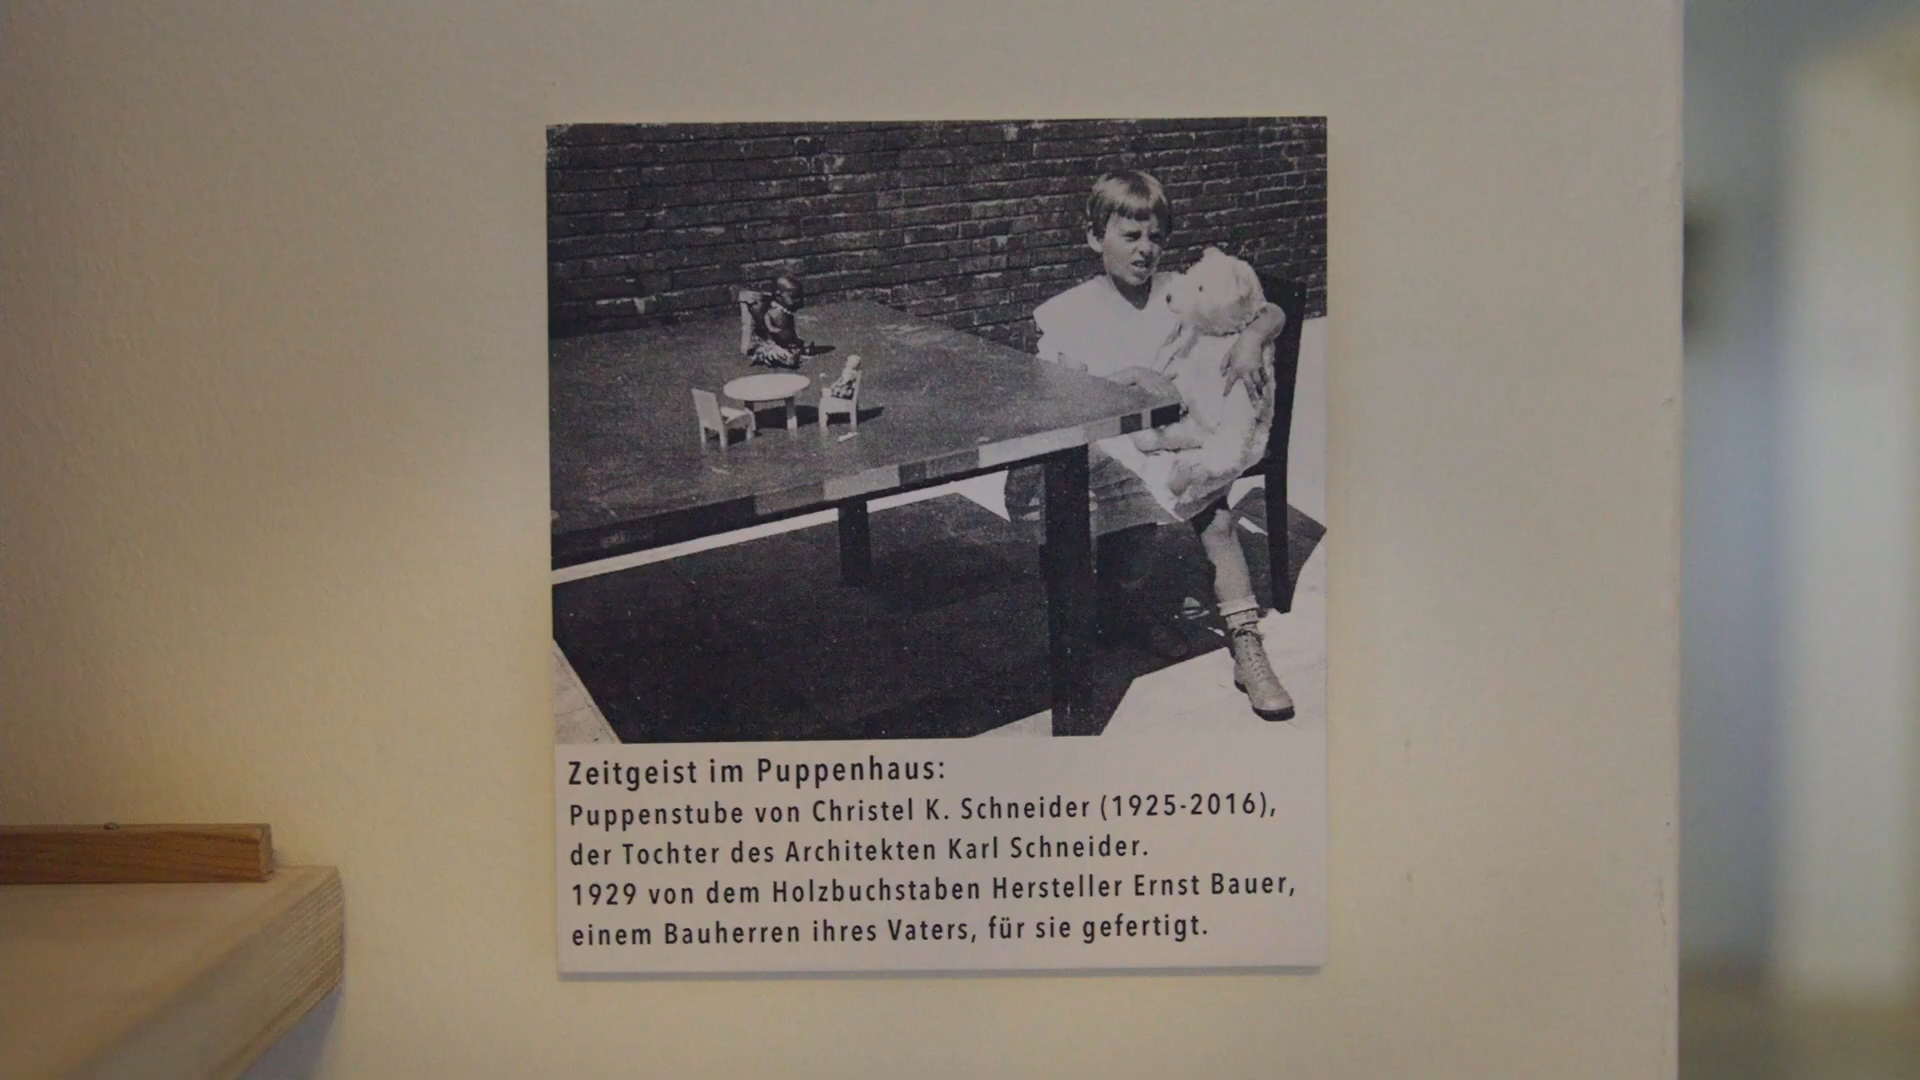 Zeitgeist im Puppenhaus:
Puppenstube von Christel K. Schneider (1925-2016),
der Tochter des Architekten Karl Schneider.
1929 von dem Holzbuchstaben Hersteller Ernst Bauer,
einem Bauherren ihres Vaters, für sie gefertigt.